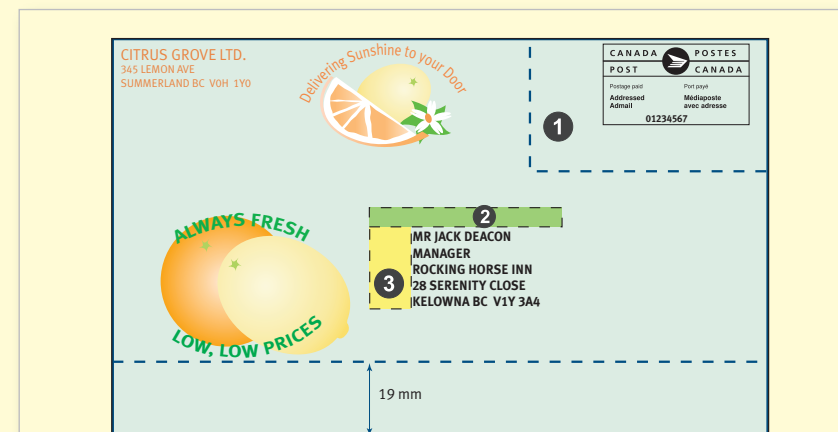 CITRUS GROVE LTD.
345 LEMON AVE
SUMMERLAND BC V0H 1Y0
Delivering Sunshine to your Door
CANADA POSTES
POST CANADA
Postage paid Port payé
Addressed Médiaposte
Admail avec adresse
01234567
1
ALWAYS FRESH
LOW, LOW PRICES
2
3
MR JACK DEACON
MANAGER
ROCKING HORSE INN
28 SERENITY CLOSE
KELOWNA BC V1Y 3A4
19 mm